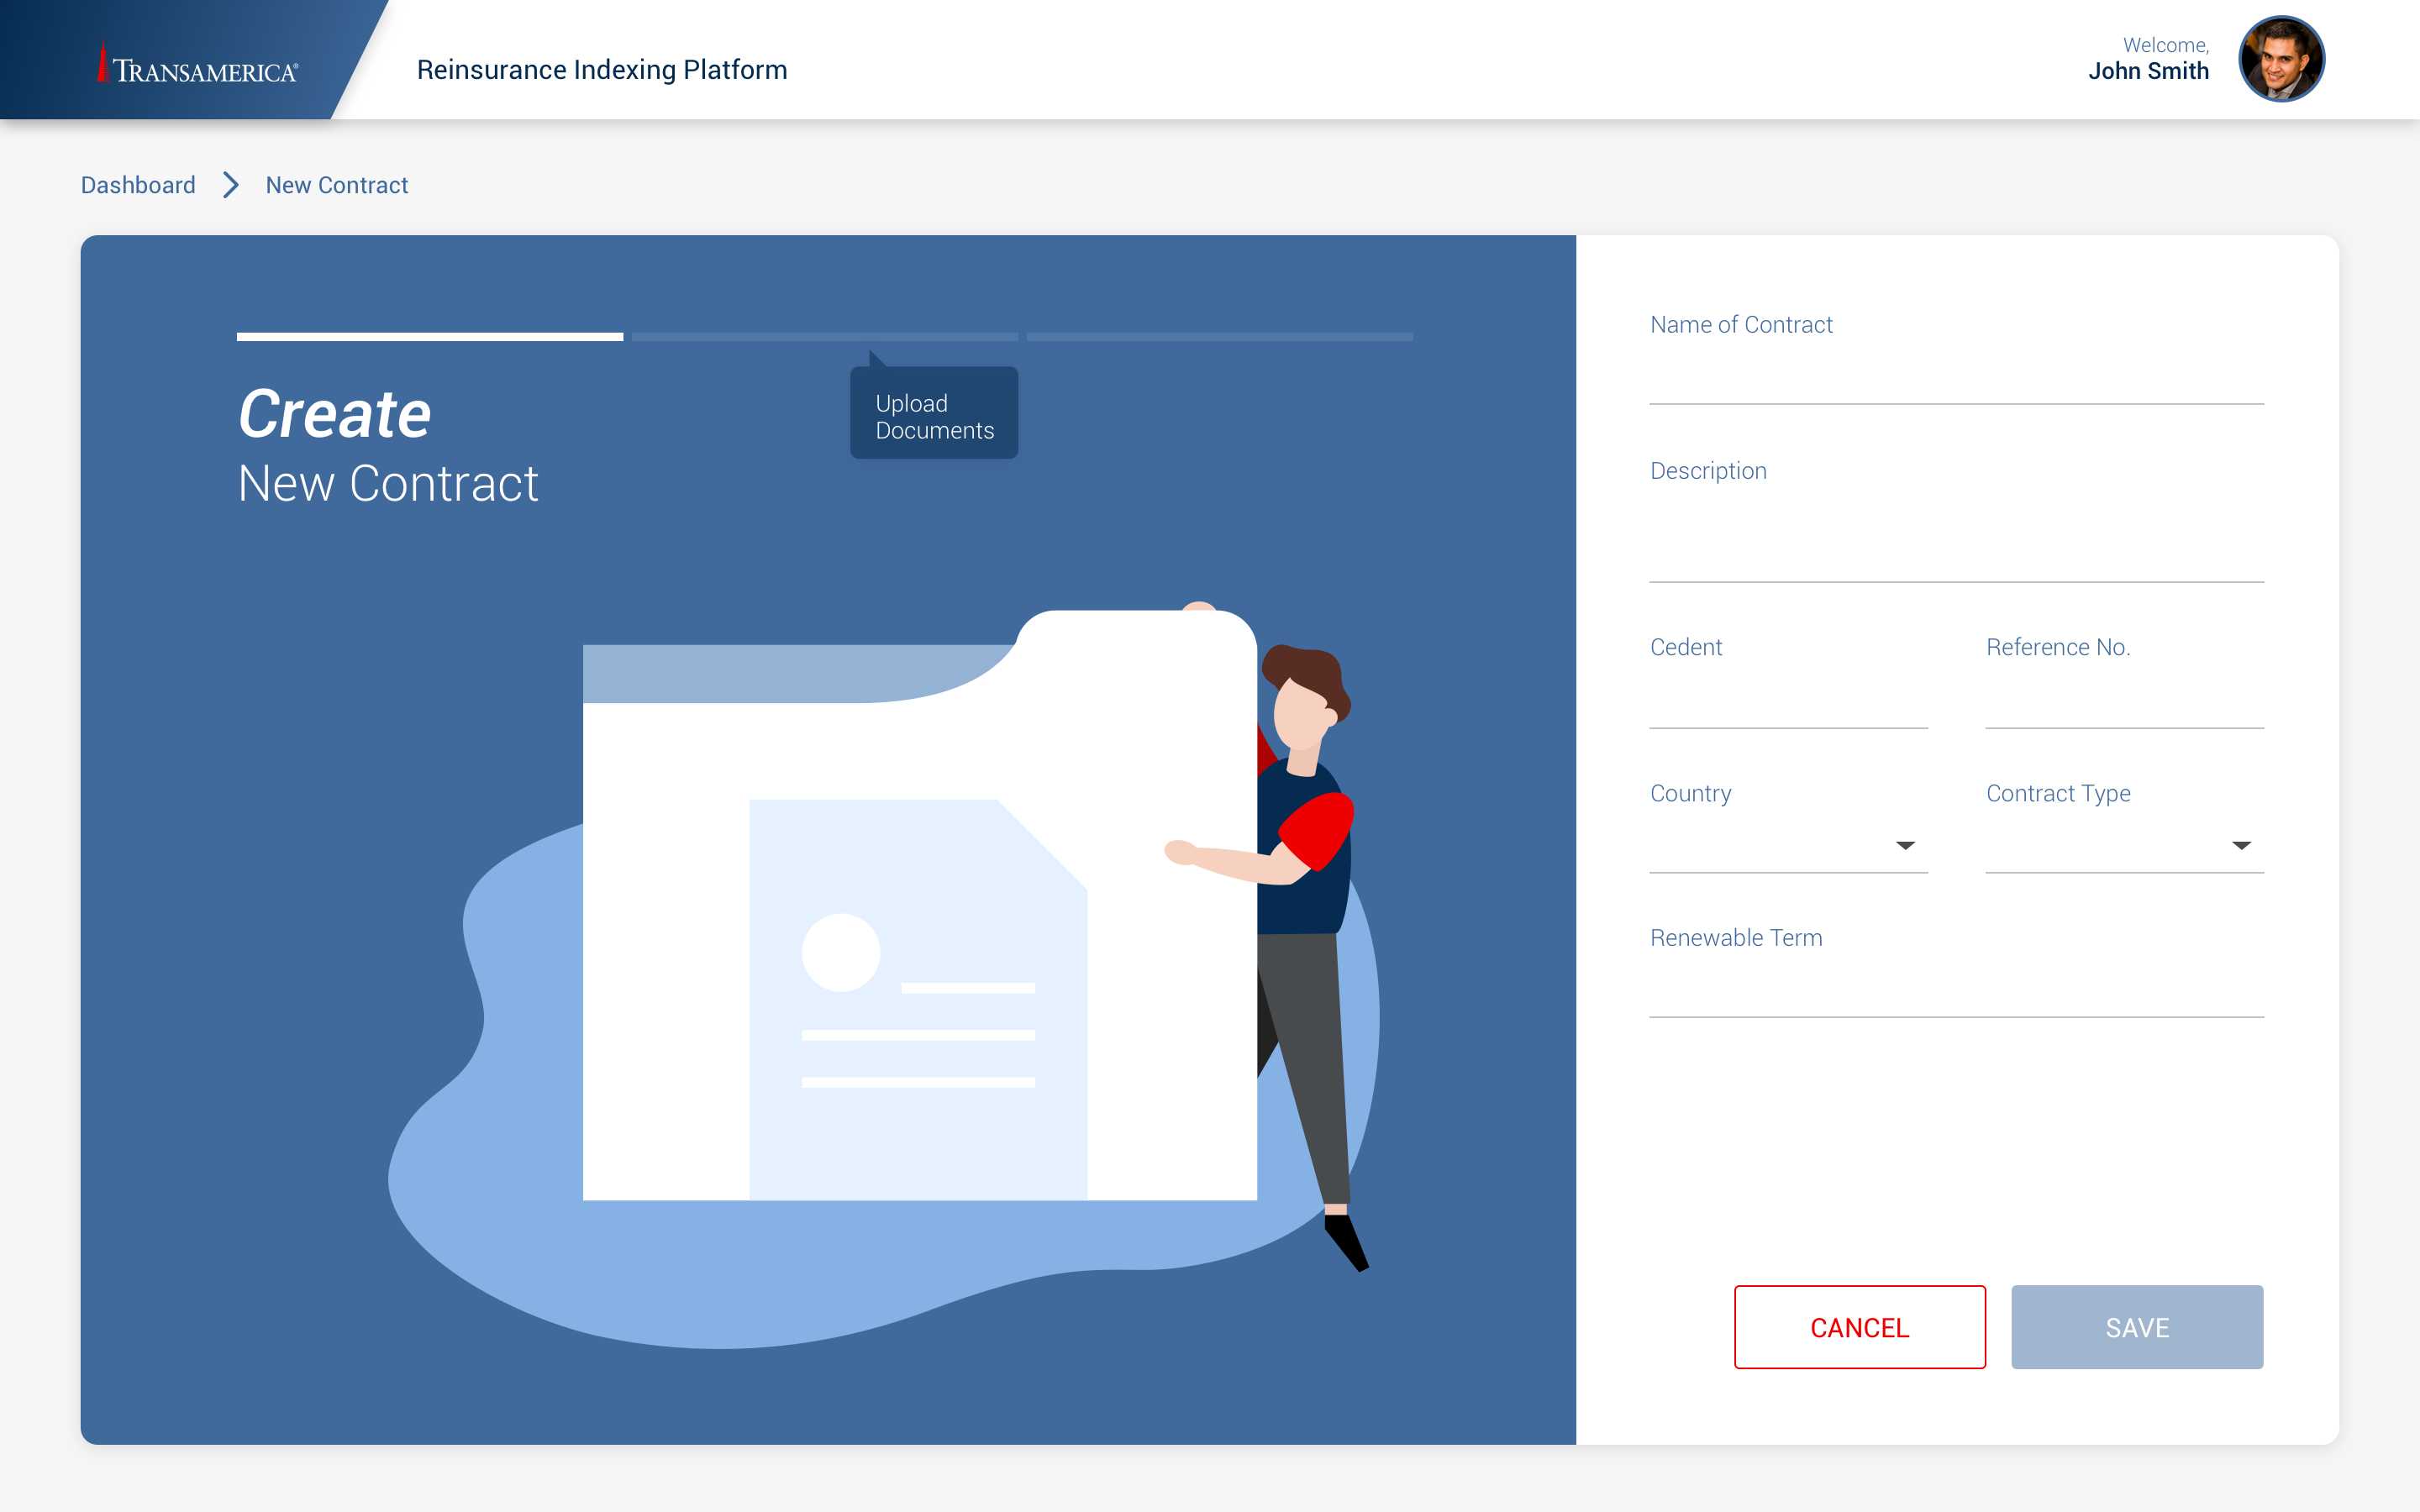 TRANSAMERICA®
Reinsurance Indexing Platform
Welcome,
John Smith
Dashboard
New Contract
Create
New Contract
Upload
Documents
Name of Contract
Description
Cedent
Reference No.
Country
Contract Type
Renewable Term
CANCEL
SAVE